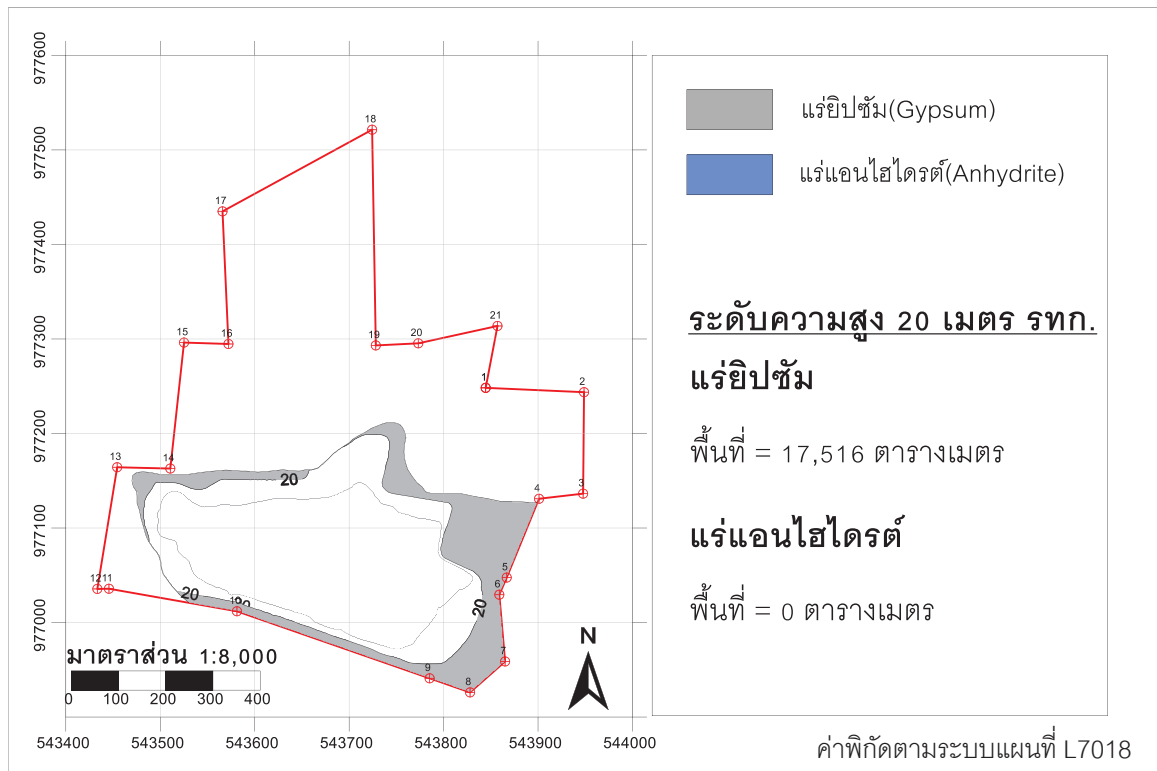 977600
977500
977400
977300
977200
977100
977000
18
17
21
15
16
19
20
1
2
13
14
20
3
4
5
6
12
11
20
10
20
7
9
8
N
มาตราส่วน 1:8,000
0 100 200 300 400
543400 543500 543600 543700 543800 543900 544000
แร่ยิปซัม(Gypsum)
แร่แอนไฮไดรต์(Anhydrite)
ระดับความสูง 20 เมตร รทก.
แร่ยิปซัม
พื้นที่ = 17,516 ตารางเมตร
แร่แอนไฮไดรต์
พื้นที่ = 0 ตารางเมตร
ค่าพิกัดตามระบบแผนที่ L7018